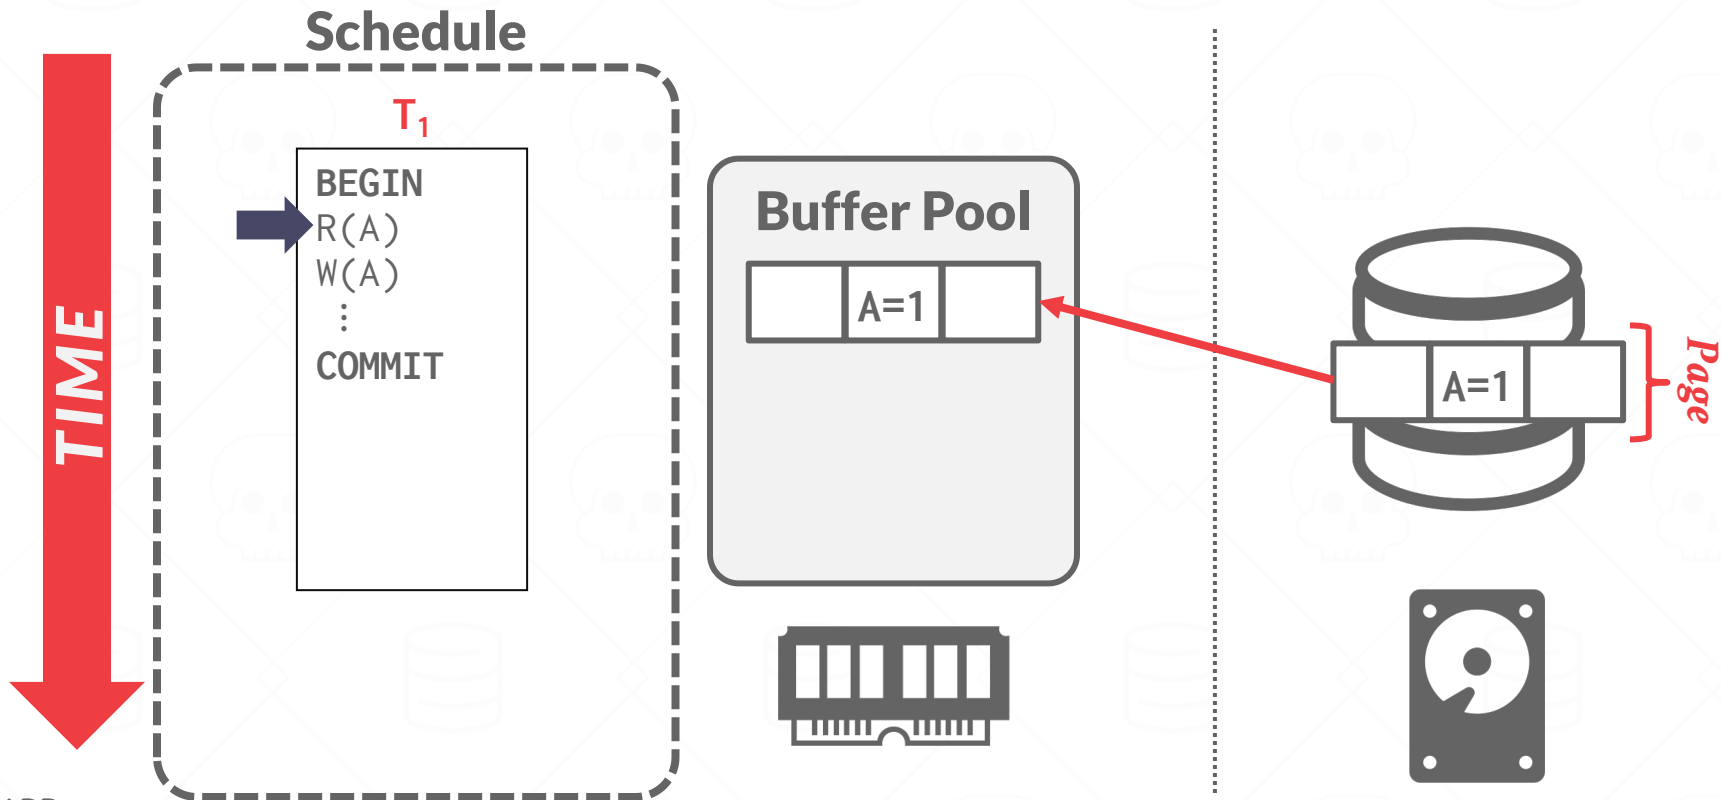 Schedule
TIME
T1
BEGIN
R(A)
W(A)
⋮
COMMIT
Buffer Pool
A=1
A=1
Page